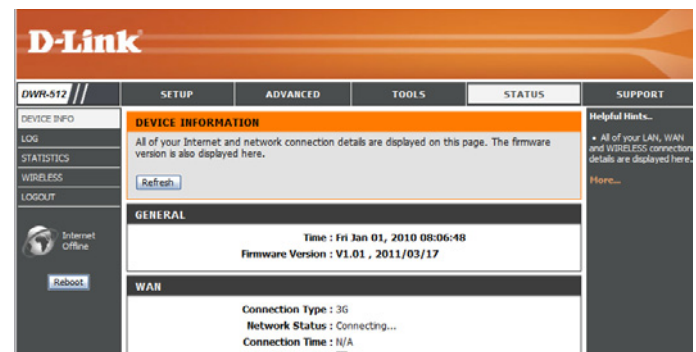 D-Link
DWR-512
SETUP
ADVANCED
TOOLS
STATUS
SUPPORT
DEVICE INFO
LOG
STATISTICS
WIRELESS
LOGOUT
Internet
Offline
Reboot
DEVICE INFORMATION
All of your Internet and network connection details are displayed on this page. The firmware
version is also displayed here.
Refresh
GENERAL
Time : Fri Jan 01, 2010 08:06:48
Firmware Version : V1.01 , 2011/03/17
WAN
Connection Type : 3G
Network Status : Connecting...
Connection Time : N/A
Helpful Hints..
• All of your LAN, WAN
and WIRELESS connection
details are displayed here.
More...